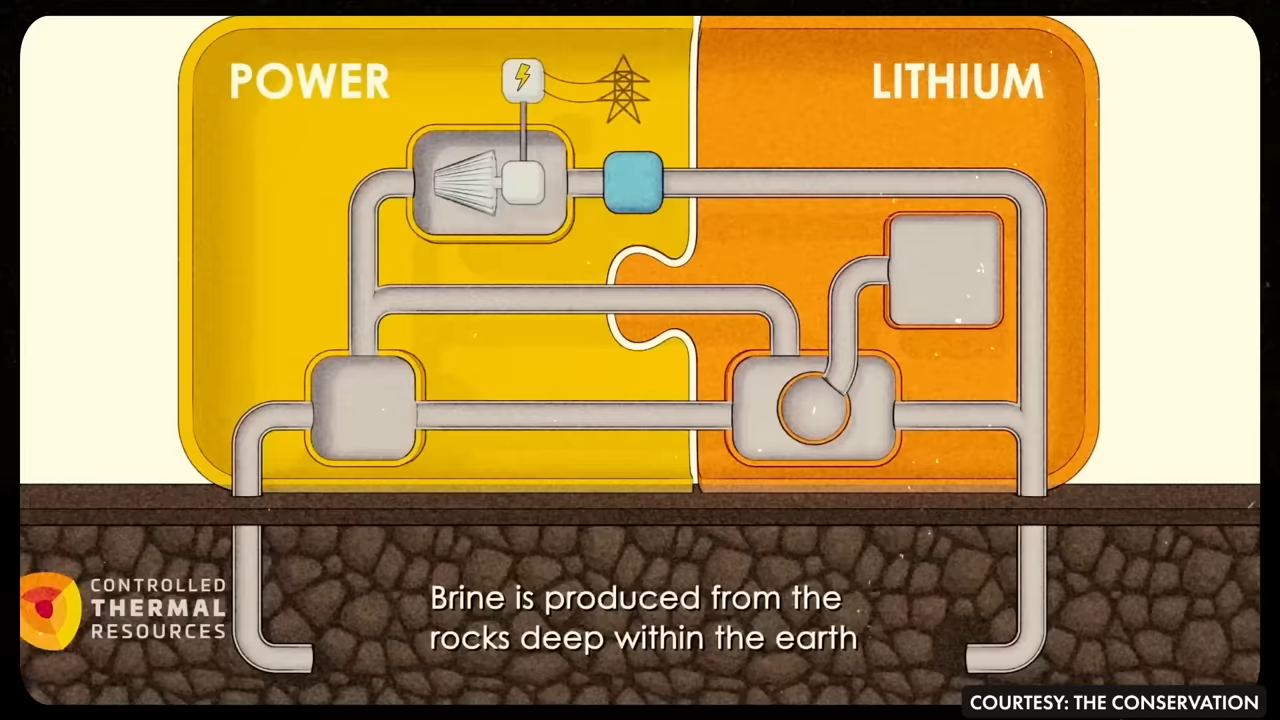 POWER
LITHIUM
CONTROLLED
THERMAL
RESOURCES
Brine is produced from the
rocks deep within the earth
COURTESY: THE CONSERVATION